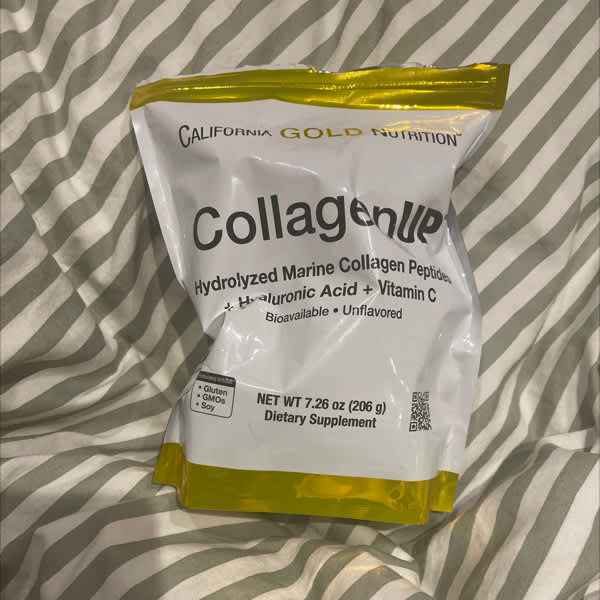 CALIFORNIA GOLD NUTRITION
CollagenUP
Hydrolyzed Marine Collagen Peptides
+ Hyaluronic Acid + Vitamin C
Bioavailable • Unflavored
• Gluten
• GMOs
• Soy
NET WT 7.26 oz (206 g)
Dietary Supplement